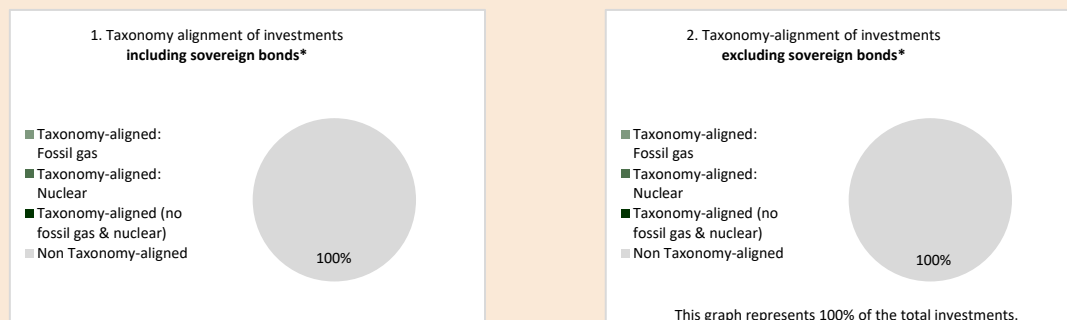 1. Taxonomy alignment of investments
including sovereign bonds*
Taxonomy-aligned:
Fossil gas
Taxonomy-aligned:
Nuclear
Taxonomy-aligned (no
fossil gas & nuclear)
Non Taxonomy-aligned
100%
2. Taxonomy-alignment of investments
excluding sovereign bonds*
Taxonomy-aligned:
Fossil gas
Taxonomy-aligned:
Nuclear
Taxonomy-aligned (no
fossil gas & nuclear)
Non Taxonomy-aligned
100%
This graph represents 100% of the total investments.